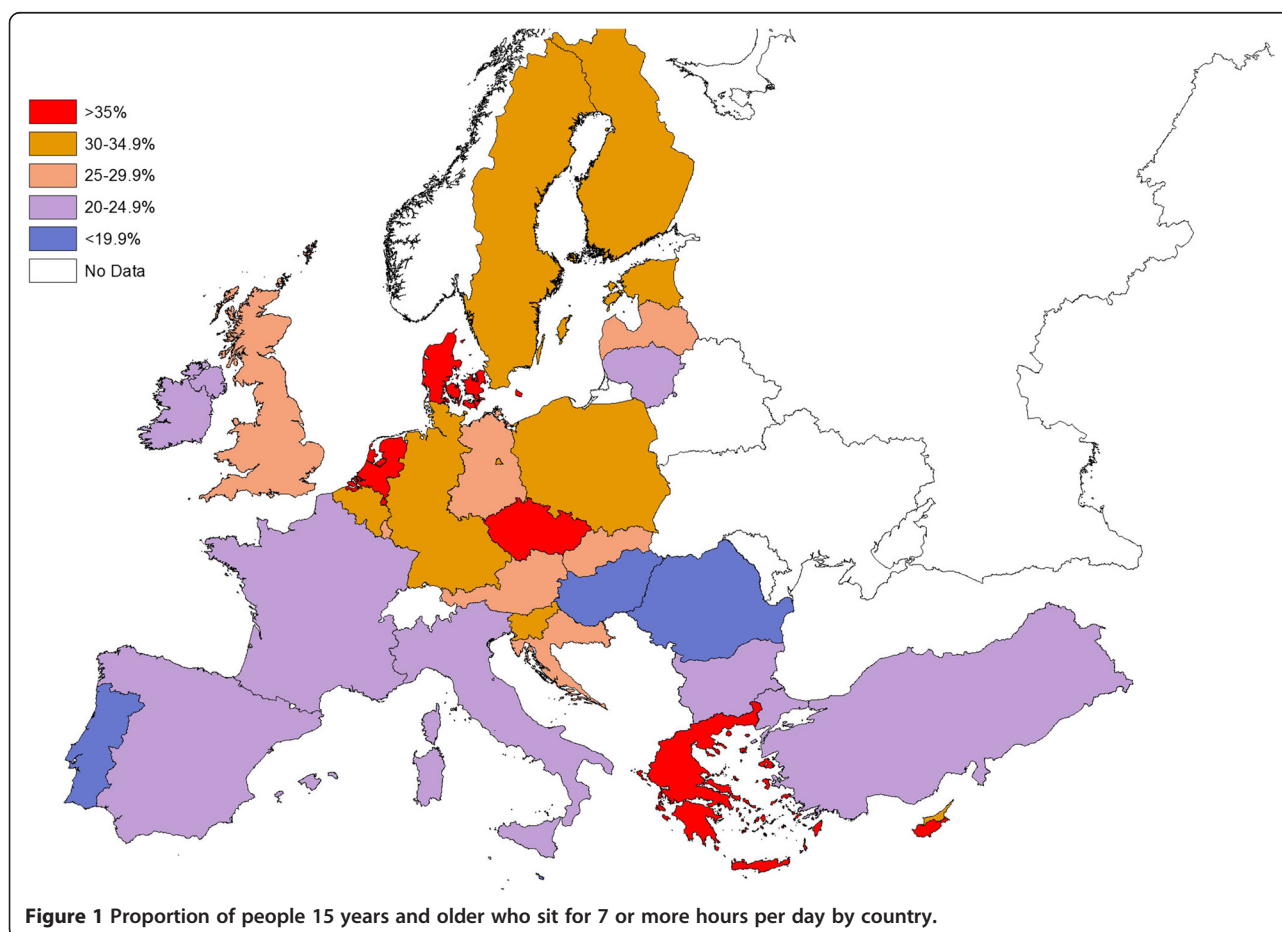 >35%
30-34.9%
25-29.9%
20-24.9%
<19.9%
No Data
Figure 1 Proportion of people 15 years and older who sit for 7 or more hours per day by country.